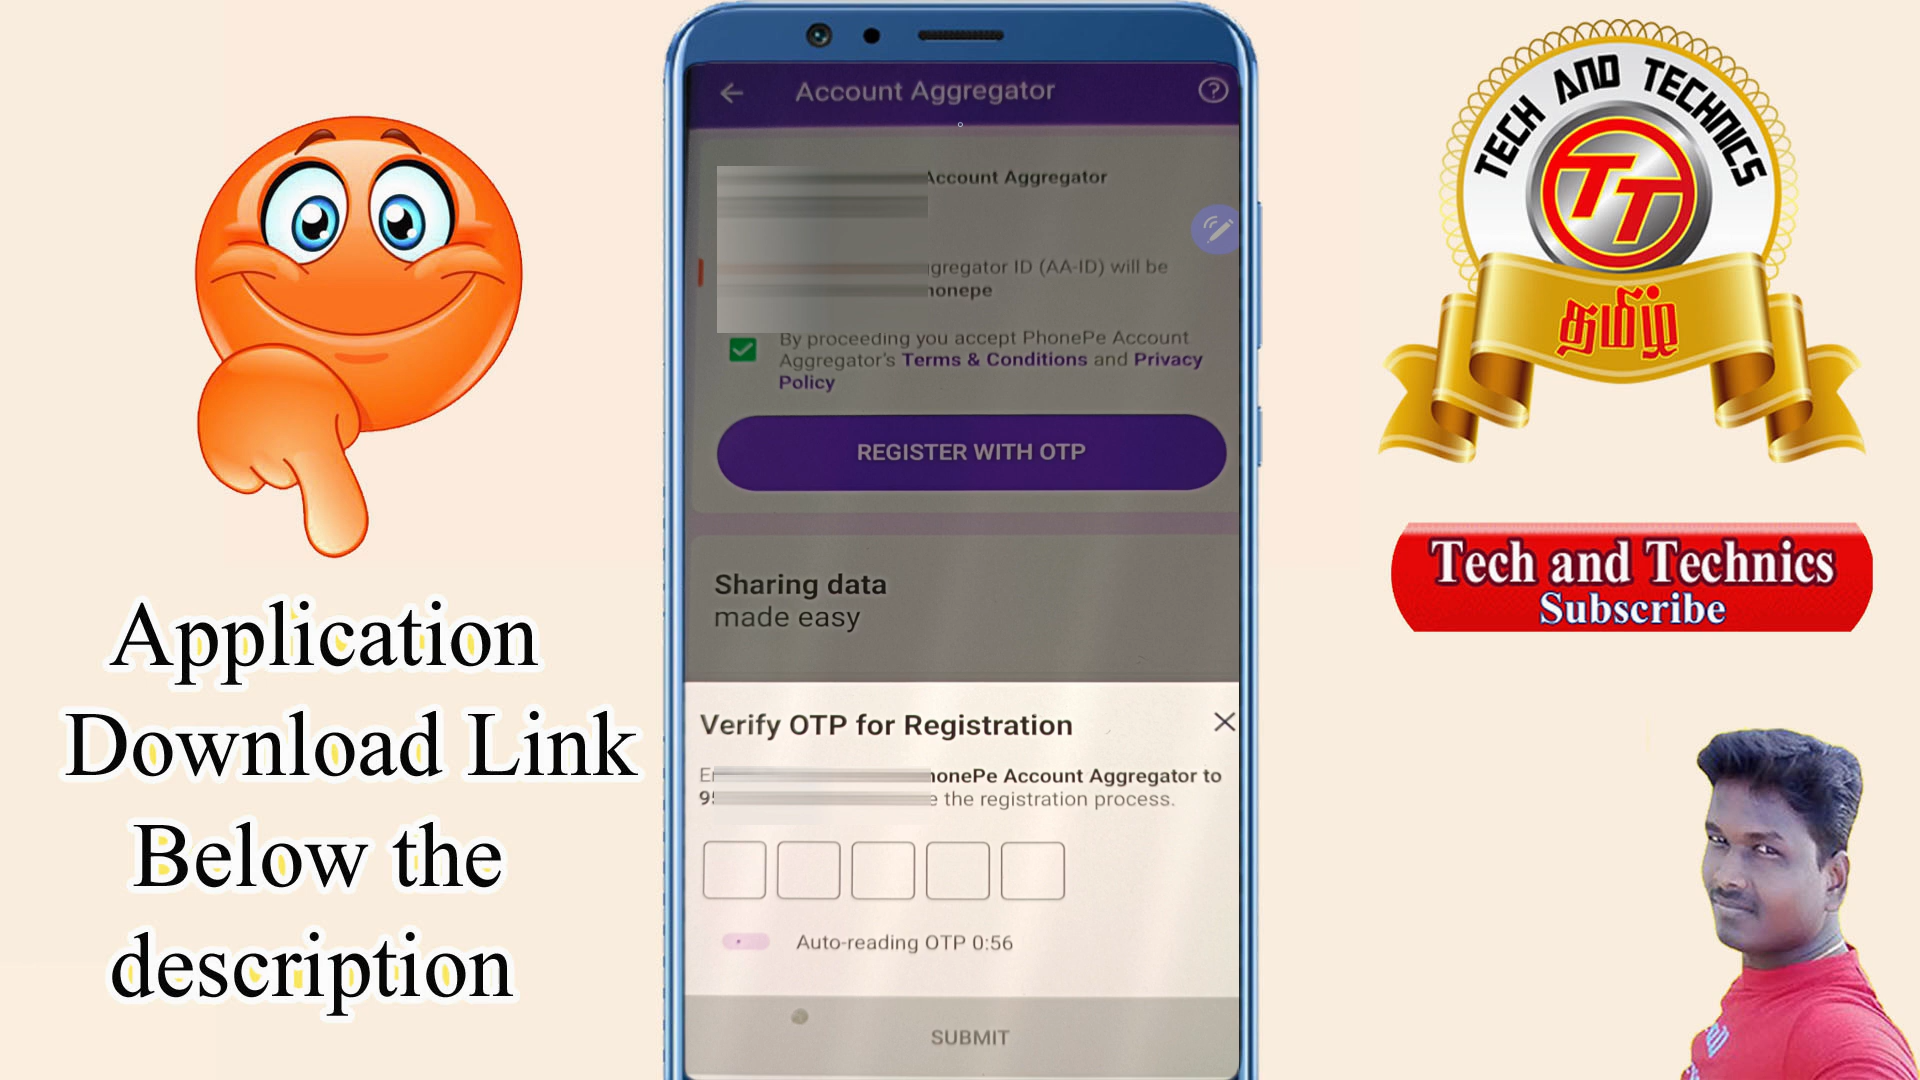 Application
Download Link
Below the
description
Account Aggregator
Account Aggregator
ID (AA-ID) will be
By proceeding you accept PhonePe Account
Aggregator's Terms & Conditions and Privacy
Policy
REGISTER WITH OTP
Sharing data
made easy
Verify OTP for Registration
Account Aggregator to
the registration process.
Auto-reading OTP 0:56
SUBMIT
TECH AND TECHNICS
TT
தமிழ்
Tech and Technics
Subscribe